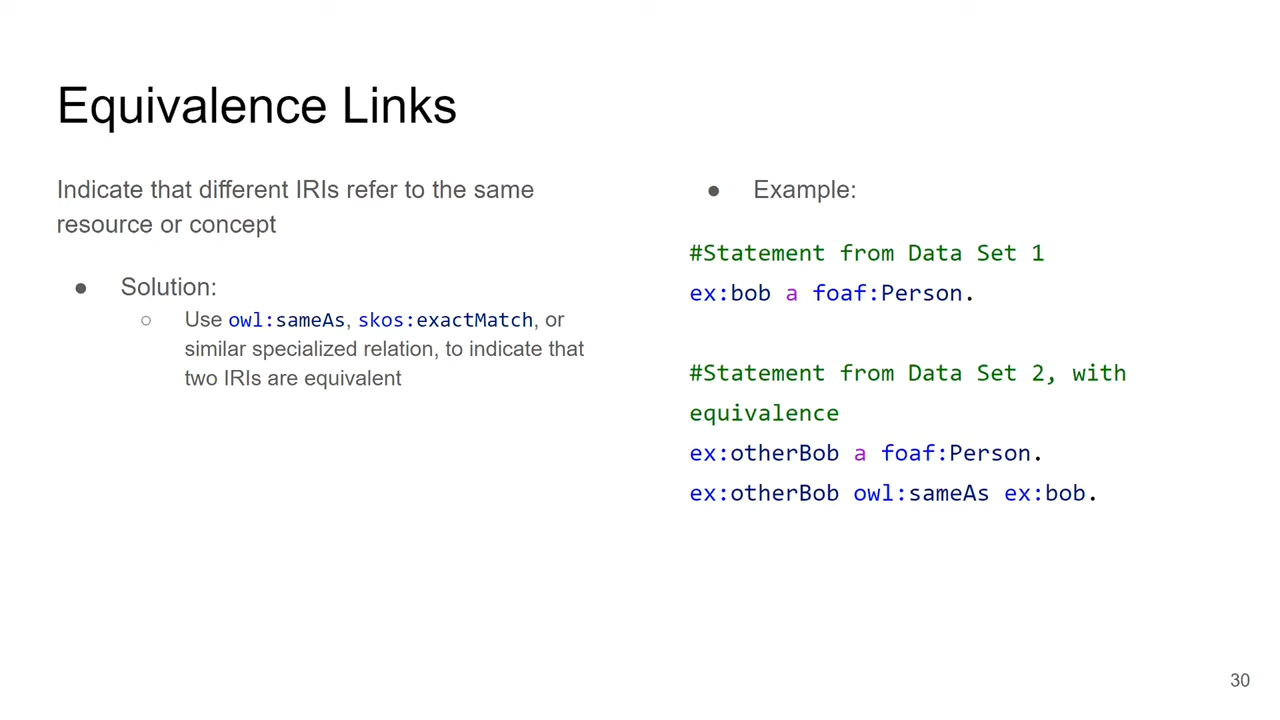 Equivalence Links
Indicate that different IRIs refer to the same
resource or concept
● Solution:
○ Use owl:sameAs, skos:exactMatch, or
similar specialized relation, to indicate that
two IRIs are equivalent
● Example:
#Statement from Data Set 1
ex:bob a foaf:Person.
#Statement from Data Set 2, with
equivalence
ex:otherBob a foaf:Person.
ex:otherBob owl:sameAs ex:bob.
30